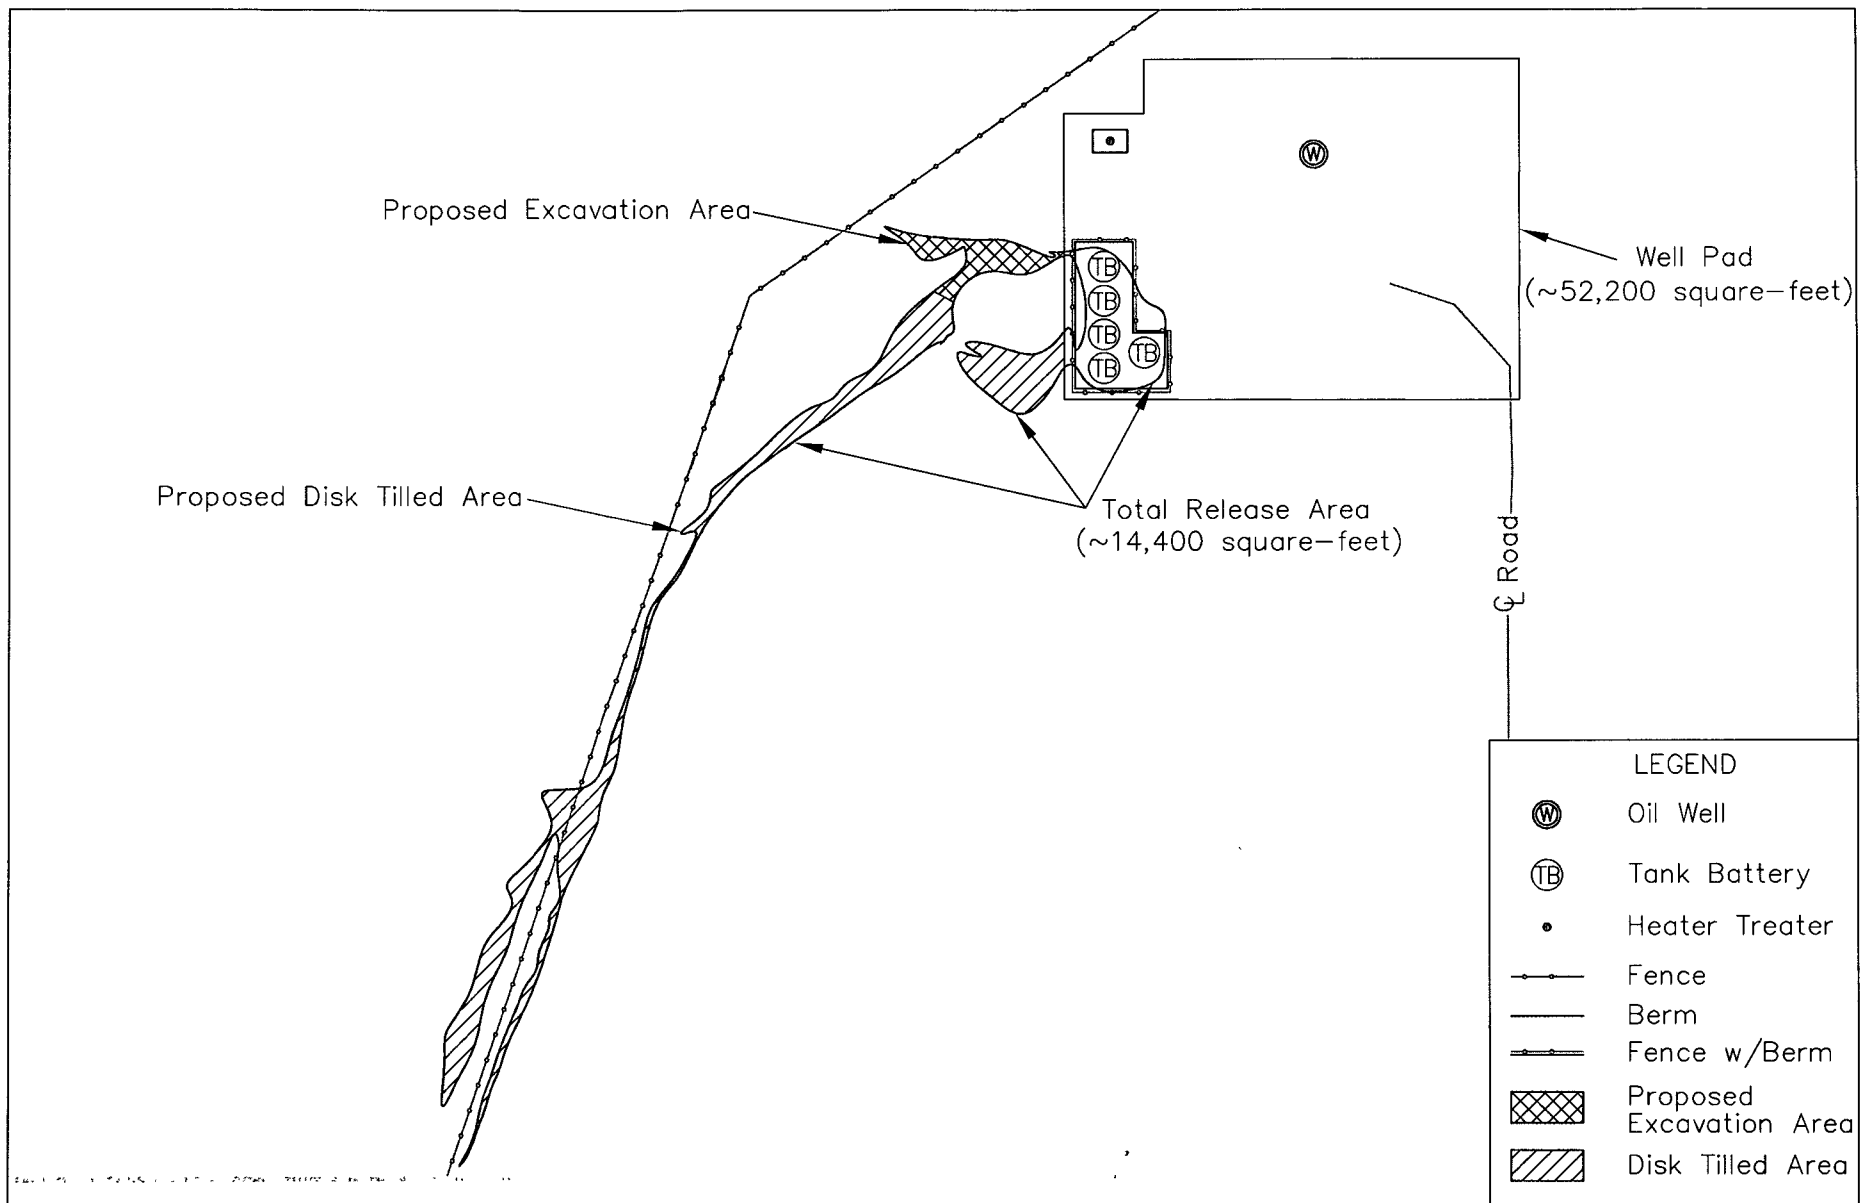 Proposed Excavation Area
W
Well Pad
(~52,200 square-feet)
TB
TB
TB
TB
TB
Proposed Disk Tilled Area
Total Release Area
(~14,400 square-feet)
℄ Road
LEGEND
W Oil Well
TB Tank Battery
Heater Treater
Fence
Berm
Fence w/Berm
Proposed
Excavation Area
Disk Tilled Area